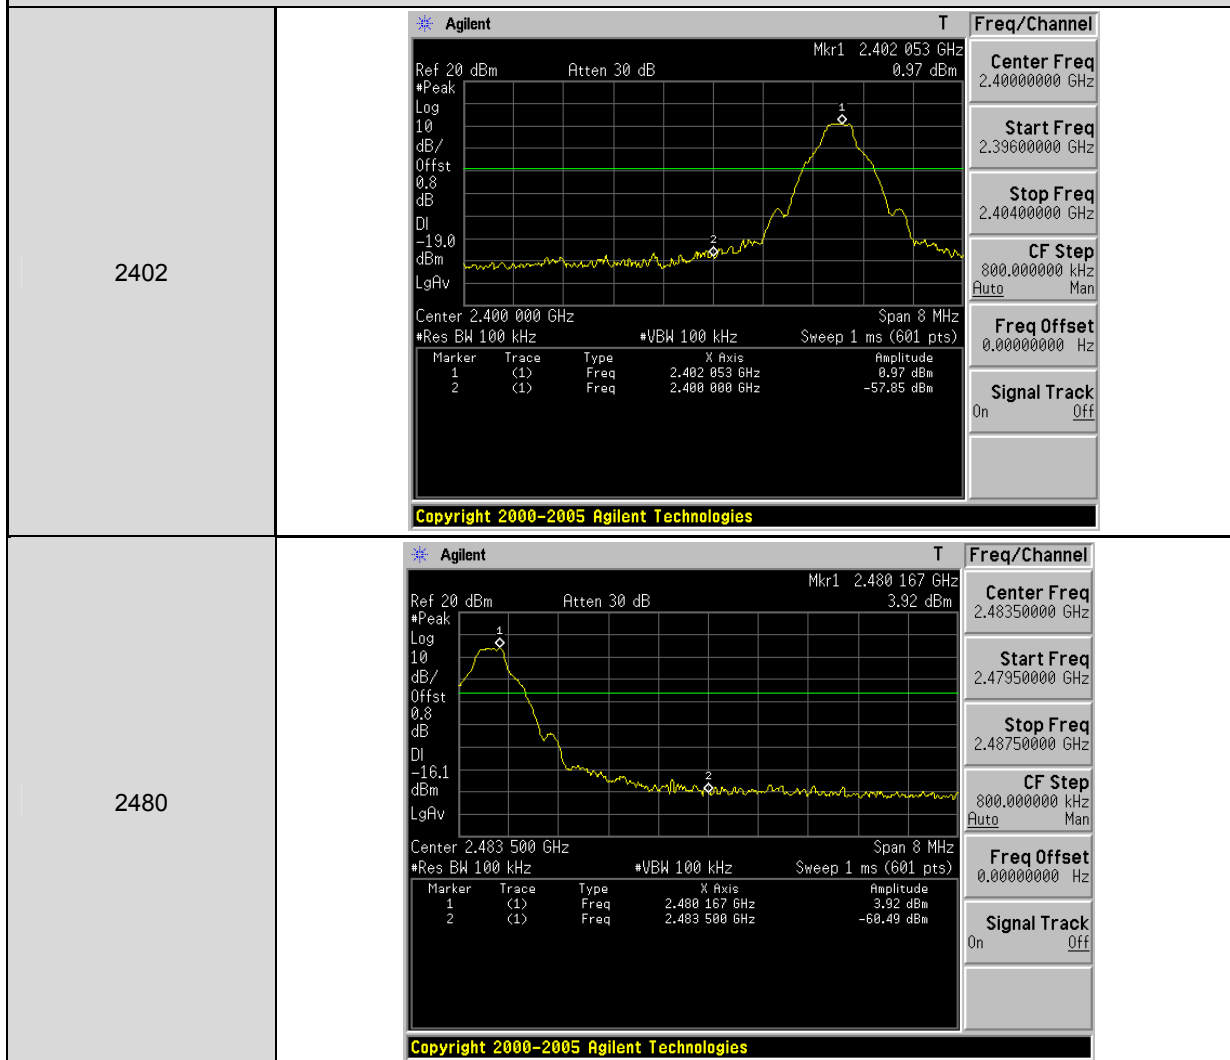 2402
Agilent T Freq/Channel
Mkr1 2.402 053 GHz
Ref 20 dBm Atten 30 dB 0.97 dBm
#Peak
Log
10
dB/
Offst
0.8
dB
DI
-19.0
dBm
LgAv
1
2
Center 2.400 000 GHz Span 8 MHz
#Res BW 100 kHz #VBW 100 kHz Sweep 1 ms (601 pts)
Marker Trace Type X Axis Amplitude
1 (1) Freq 2.402 053 GHz 0.97 dBm
2 (1) Freq 2.400 000 GHz -57.85 dBm
Center Freq
2.40000000 GHz
Start Freq
2.39600000 GHz
Stop Freq
2.40400000 GHz
CF Step
800.000000 kHz
Auto Man
Freq Offset
0.00000000 Hz
Signal Track
On Off
Copyright 2000-2005 Agilent Technologies
2480
Agilent T Freq/Channel
Mkr1 2.480 167 GHz
Ref 20 dBm Atten 30 dB 3.92 dBm
#Peak
Log
10
dB/
Offst
0.8
dB
DI
-16.1
dBm
LgAv
1
2
Center 2.483 500 GHz Span 8 MHz
#Res BW 100 kHz #VBW 100 kHz Sweep 1 ms (601 pts)
Marker Trace Type X Axis Amplitude
1 (1) Freq 2.480 167 GHz 3.92 dBm
2 (1) Freq 2.483 500 GHz -60.49 dBm
Center Freq
2.48350000 GHz
Start Freq
2.47950000 GHz
Stop Freq
2.48750000 GHz
CF Step
800.000000 kHz
Auto Man
Freq Offset
0.00000000 Hz
Signal Track
On Off
Copyright 2000-2005 Agilent Technologies